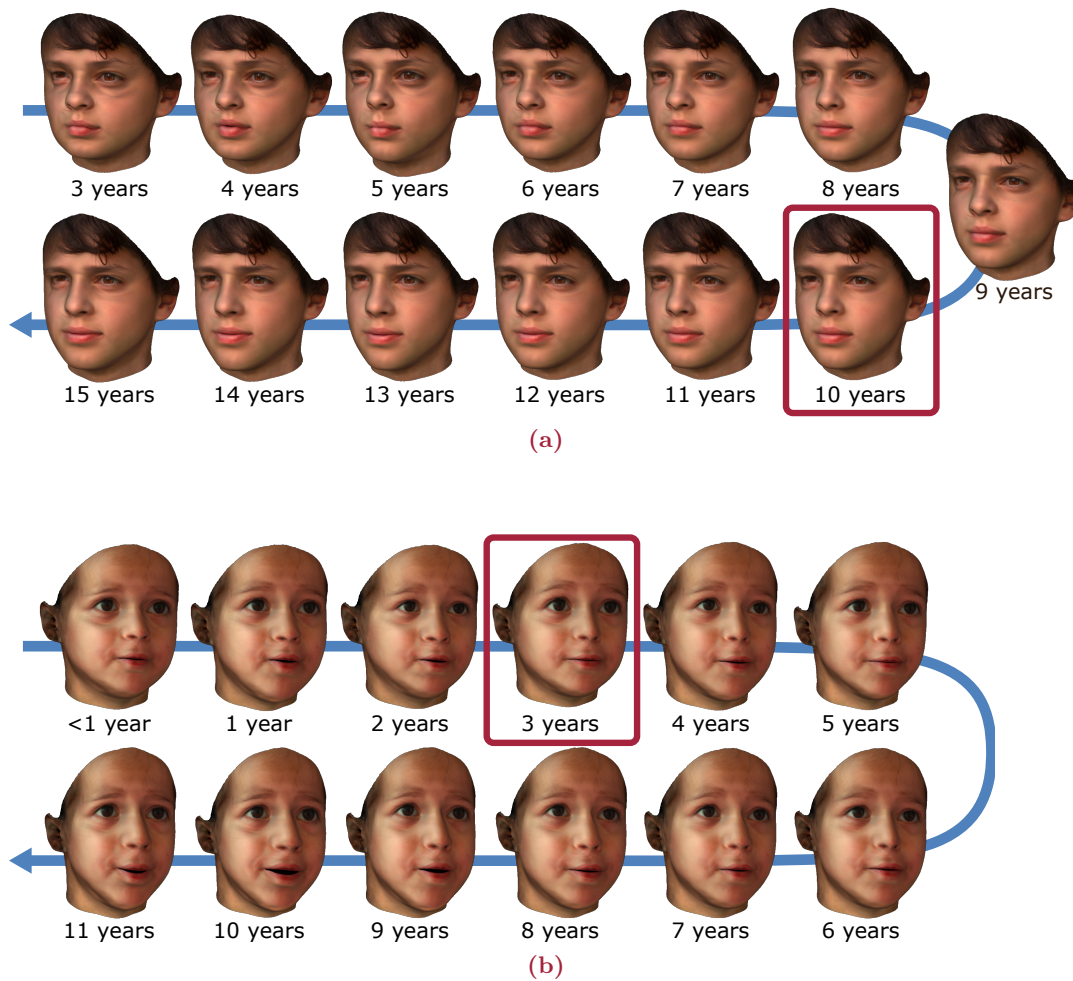 3 years 4 years 5 years 6 years 7 years 8 years
9 years
15 years 14 years 13 years 12 years 11 years 10 years
(a)
<1 year 1 year 2 years 3 years 4 years 5 years
11 years 10 years 9 years 8 years 7 years 6 years
(b)